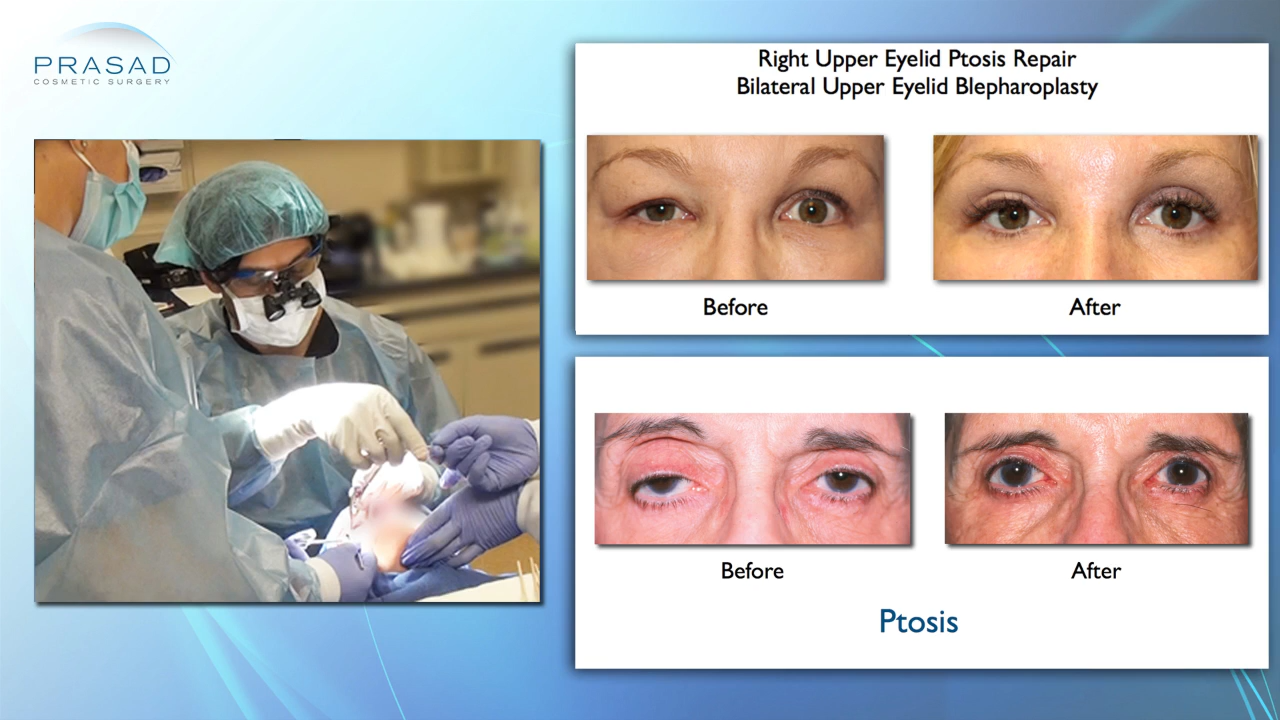 PRASAD
COSMETIC SURGERY
Right Upper Eyelid Ptosis Repair
Bilateral Upper Eyelid Blepharoplasty
Before
After
Before
After
Ptosis